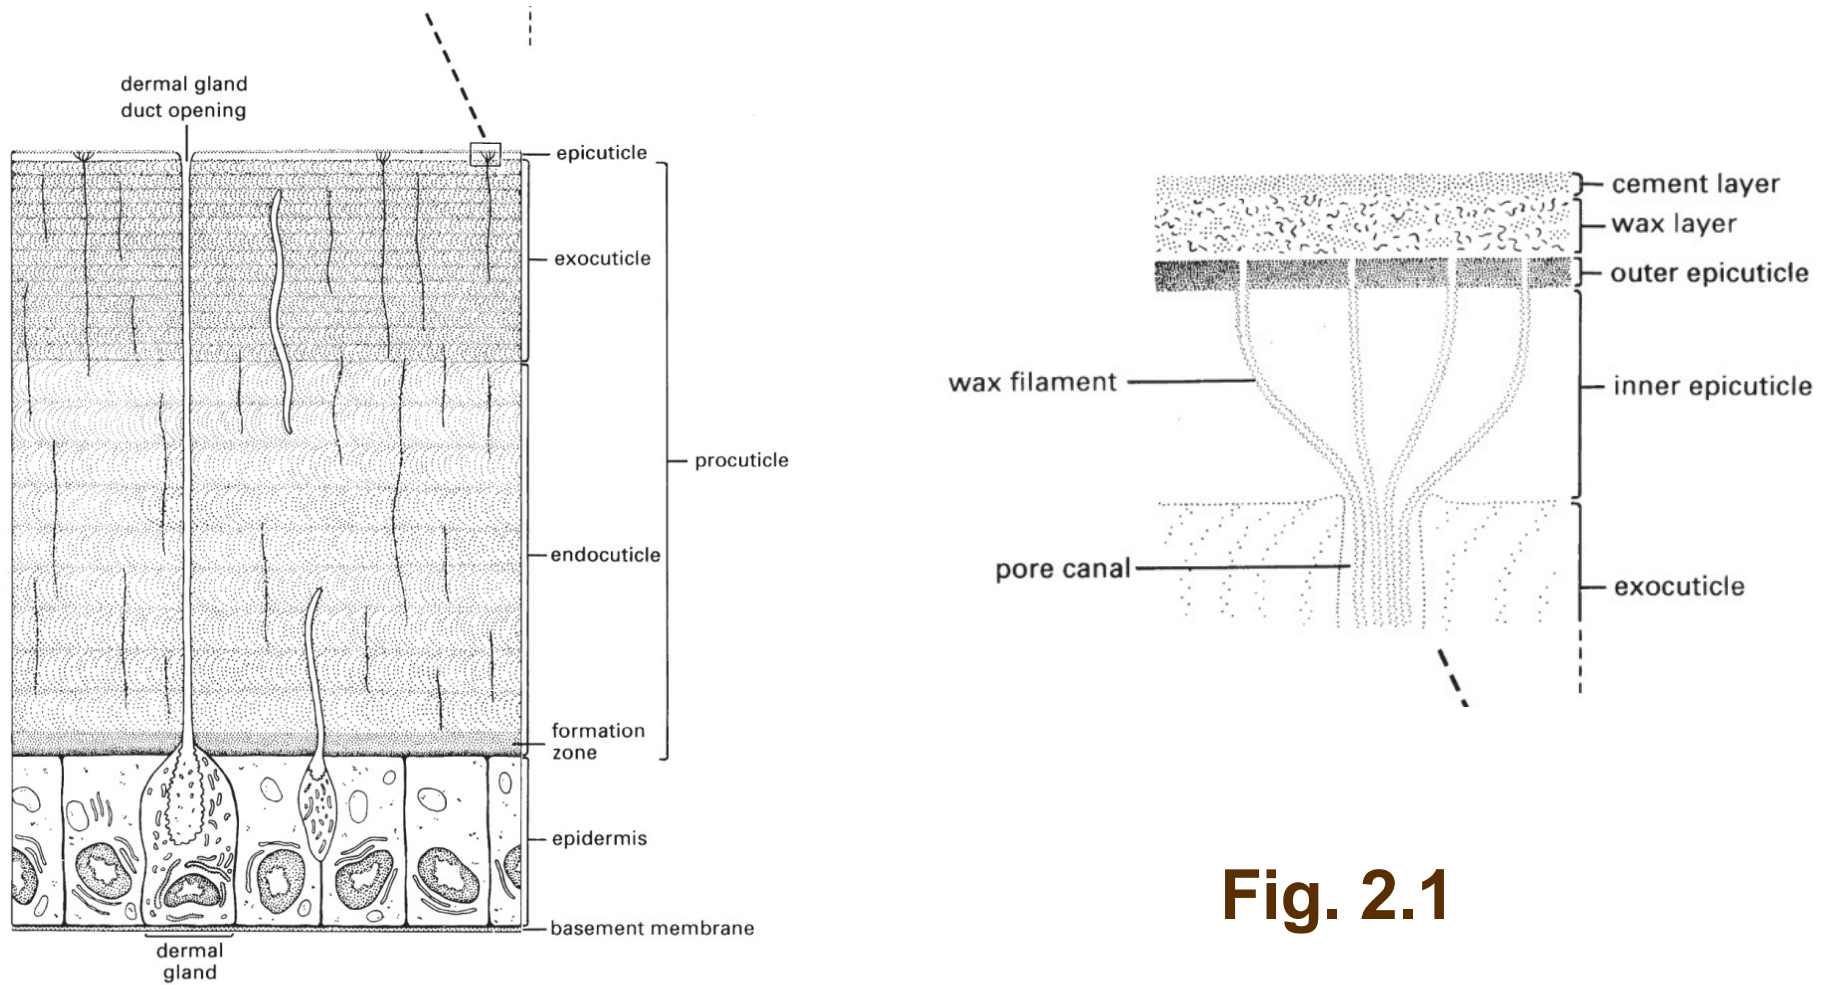 dermal gland
duct opening
epicuticle
exocuticle
procuticle
endocuticle
formation
zone
epidermis
basement membrane
dermal
gland
cement layer
wax layer
outer epicuticle
wax filament
inner epicuticle
pore canal
exocuticle
Fig. 2.1